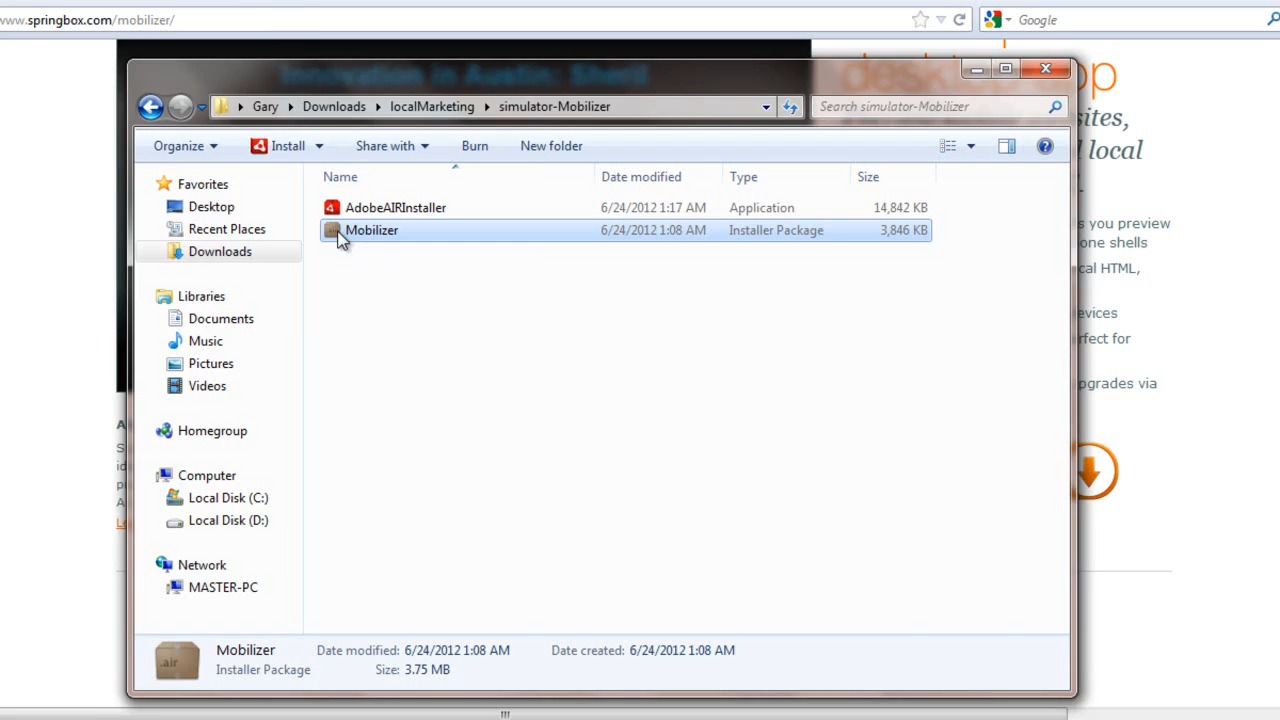 www.springbox.com/mobilizer/
Google
Gary
Downloads
localMarketing
simulator-Mobilizer
Search simulator-Mobilizer
Organize
Install
Share with
Burn
New folder
Name
Date modified
Type
Size
AdobeAIRInstaller
6/24/2012 1:17 AM
Application
14,842 KB
Mobilizer
6/24/2012 1:08 AM
Installer Package
3,846 KB
Favorites
Desktop
Recent Places
Downloads
Libraries
Documents
Music
Pictures
Videos
Homegroup
Computer
Local Disk (C:)
Local Disk (D:)
Network
MASTER-PC
.air
Mobilizer
Installer Package
Date modified: 6/24/2012 1:08 AM
Size: 3.75 MB
Date created: 6/24/2012 1:08 AM
sites,
local
you preview
one shells
HTML,
for
via